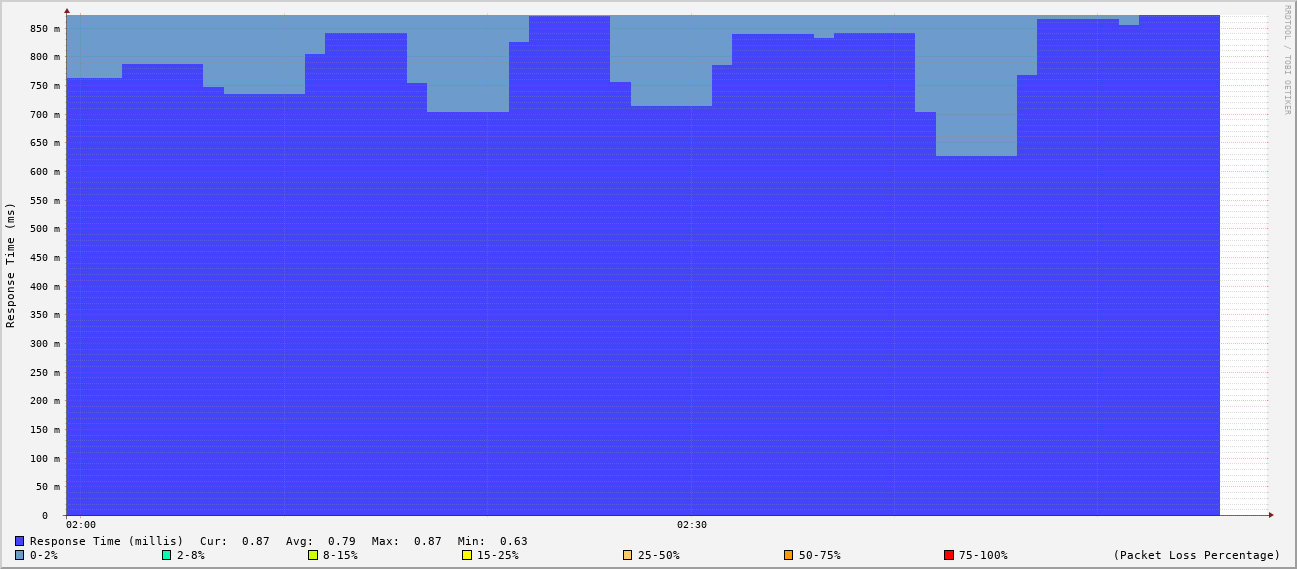 RRDTOOL / TOBI OETIKER
Response Time (ms)
850 m
800 m
750 m
700 m
650 m
600 m
550 m
500 m
450 m
400 m
350 m
300 m
250 m
200 m
150 m
100 m
50 m
0
02:00 02:30
Response Time (millis) Cur: 0.87 Avg: 0.79 Max: 0.87 Min: 0.63
0-2% 2-8% 8-15% 15-25% 25-50% 50-75% 75-100% (Packet Loss Percentage)